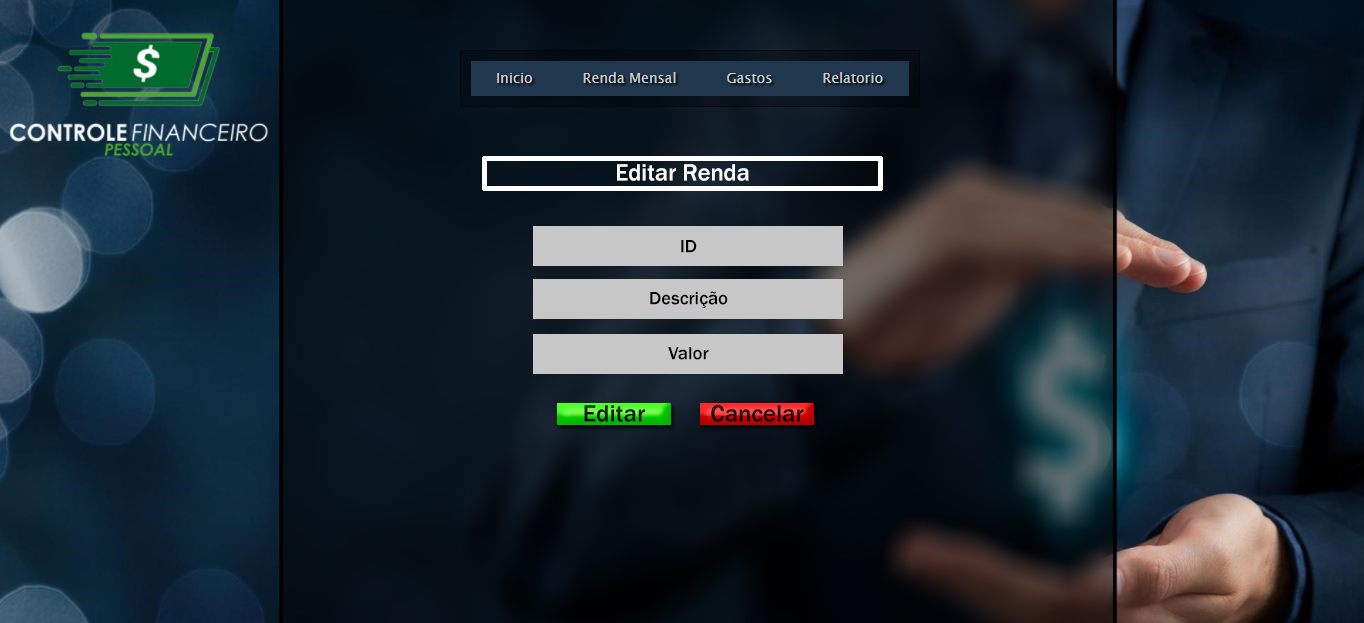 $
CONTROLE FINANCEIRO
PESSOAL
Inicio Renda Mensal Gastos Relatorio
Editar Renda
ID
Descrição
Valor
Editar Cancelar
$